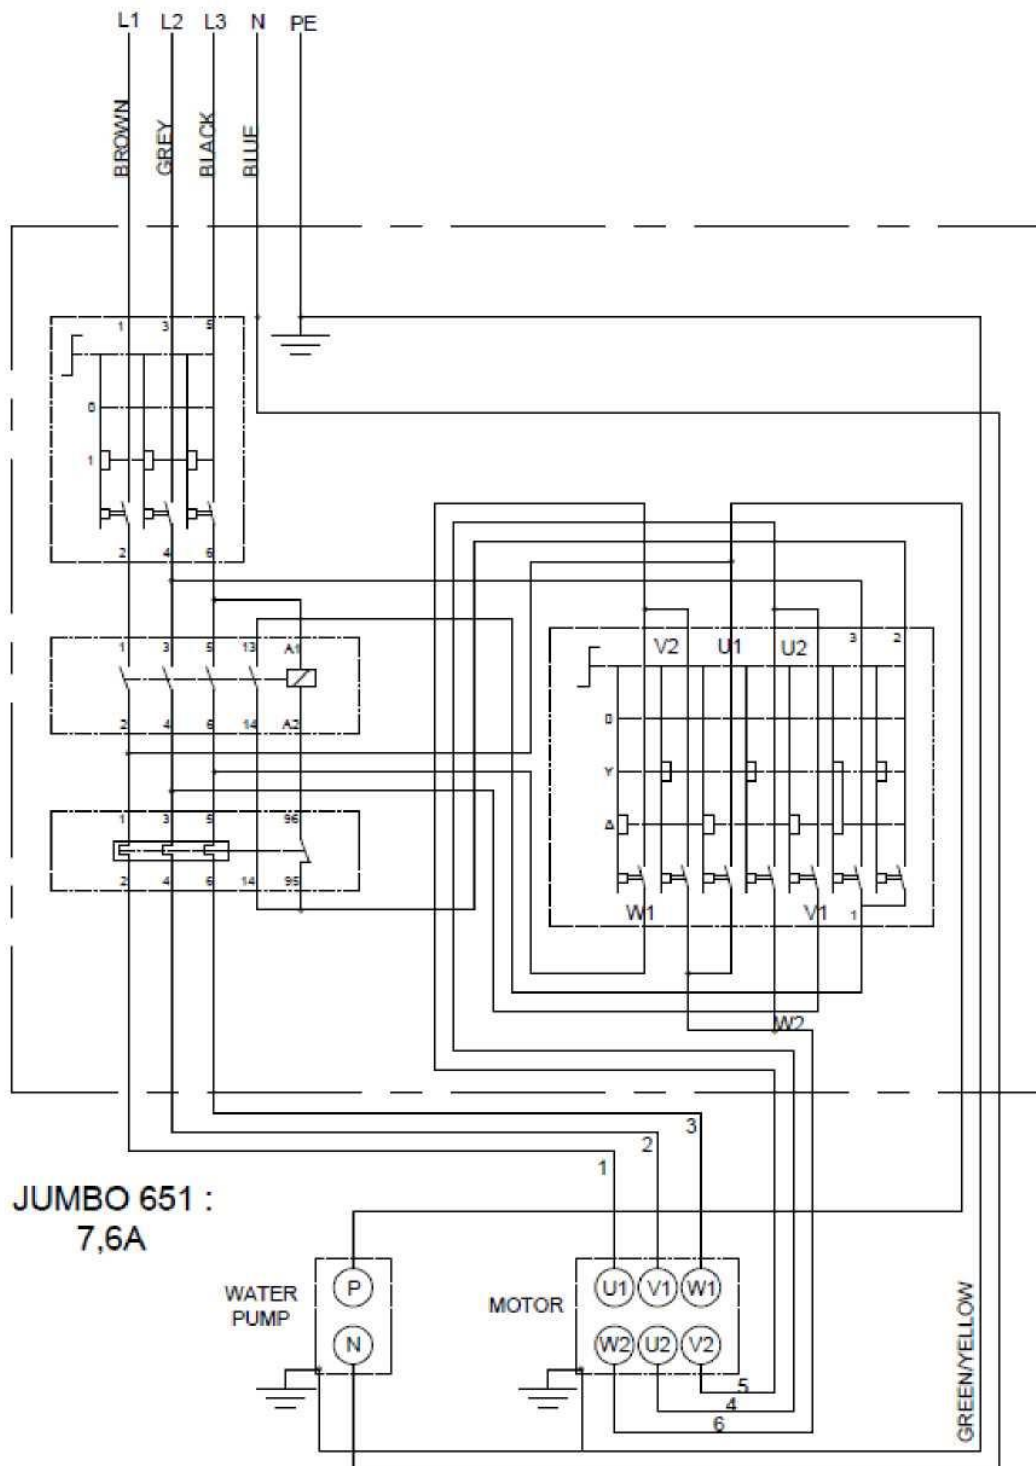 L1 L2 L3 N PE
BROWN
GREY
BLACK
BLUE
1 3 5
0
1
2 4 6
1 3 5 13 A1
2 4 6 14 A2
1 3 5 96
2 4 6 14 95
V2 U1 U2 3 2
0
Y
Δ
W1 V1 1
W2
1 2 3
JUMBO 651 :
7,6A
WATER
PUMP
P
N
MOTOR
U1 V1 W1
W2 U2 V2
5
4
6
GREEN/YELLOW